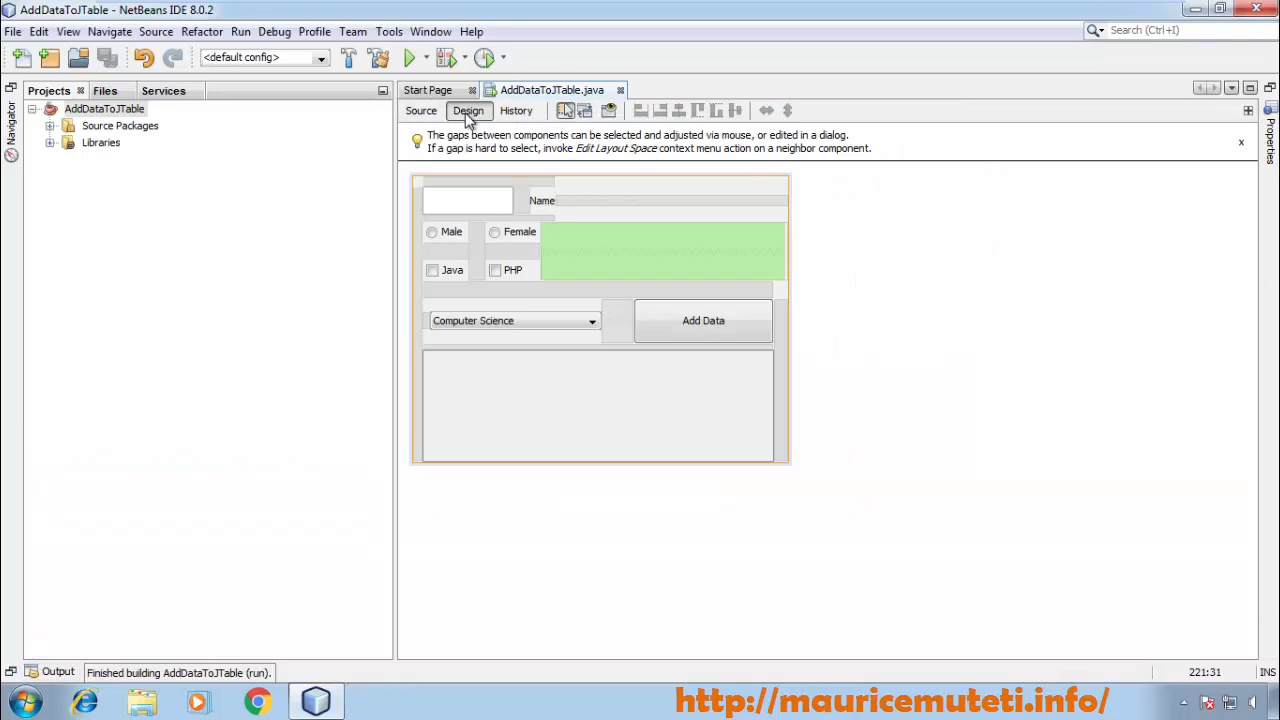 AddDataToJTable - NetBeans IDE 8.0.2
File Edit View Navigate Source Refactor Run Debug Profile Team Tools Window Help
Search (Ctrl+I)
<default config>
Projects Files Services
Start Page AddDataToJTable.java
Navigator
AddDataToJTable
Source Design History
Source Packages
Libraries
Properties
The gaps between components can be selected and adjusted via mouse, or edited in a dialog.
If a gap is hard to select, invoke Edit Layout Space context menu action on a neighbor component.
x
Name
Male Female
Java PHP
Computer Science Add Data
Output Finished building AddDataToJTable (run).
221:31 INS
http://mauricemuteti.info/